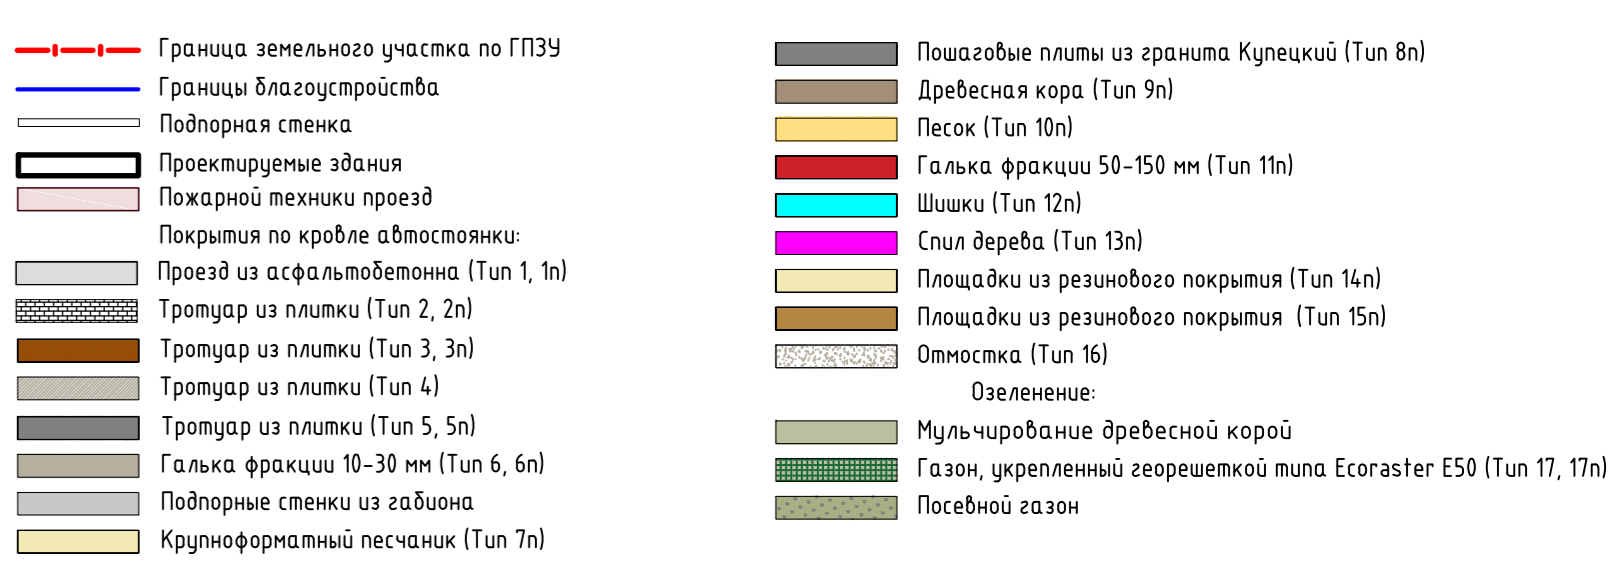 Граница земельного участка по ГПЗУ
Границы благоустройства
Подпорная стенка
Проектируемые здания
Пожарной техники проезд
Покрытия по кровле автостоянки:
Проезд из асфальтобетонна (Тип 1, 1п)
Тротуар из плитки (Тип 2, 2п)
Тротуар из плитки (Тип 3, 3п)
Тротуар из плитки (Тип 4)
Тротуар из плитки (Тип 5, 5п)
Галька фракции 10-30 мм (Тип 6, 6п)
Подпорные стенки из габиона
Крупноформатный песчаник (Тип 7п)
Пошаговые плиты из гранита Купецкий (Тип 8п)
Древесная кора (Тип 9п)
Песок (Тип 10п)
Галька фракции 50-150 мм (Тип 11п)
Шишки (Тип 12п)
Спил дерева (Тип 13п)
Площадки из резинового покрытия (Тип 14п)
Площадки из резинового покрытия (Тип 15п)
Отмостка (Тип 16)
Озеленение:
Мульчирование древесной корой
Газон, укрепленный георешеткой типа Ecoraster E50 (Тип 17, 17п)
Посевной газон